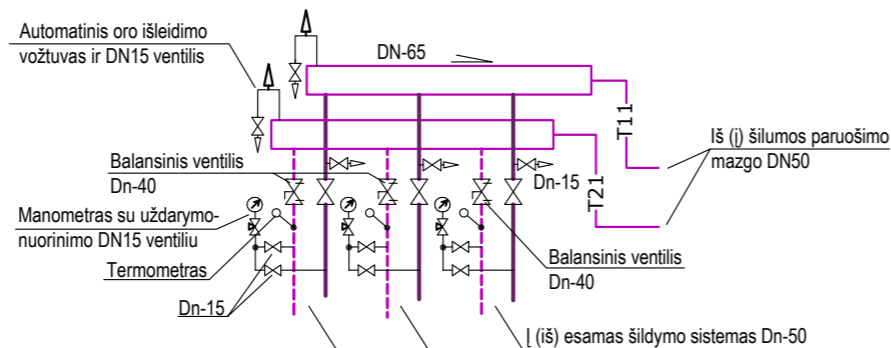 Automatinis oro išleidimo
vožtuvas ir DN15 ventilis
DN-65
T11
Iš (į) šilumos paruošimo
mazgo DN50
T21
Balansinis ventilis
Dn-40
Dn-15
Manometras su uždarymo-
nuorinimo DN15 ventiliu
Termometras
Balansinis ventilis
Dn-40
Dn-15
Į (iš) esamas šildymo sistemas Dn-50